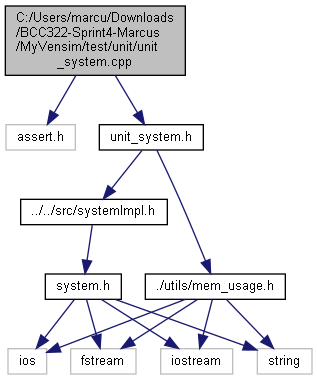 C:/Users/marcu/Downloads
/BCC322-Sprint4-Marcus
/MyVensim/test/unit/unit
_system.cpp
assert.h
unit_system.h
../../src/systemImpl.h
system.h
./utils/mem_usage.h
ios
fstream
iostream
string